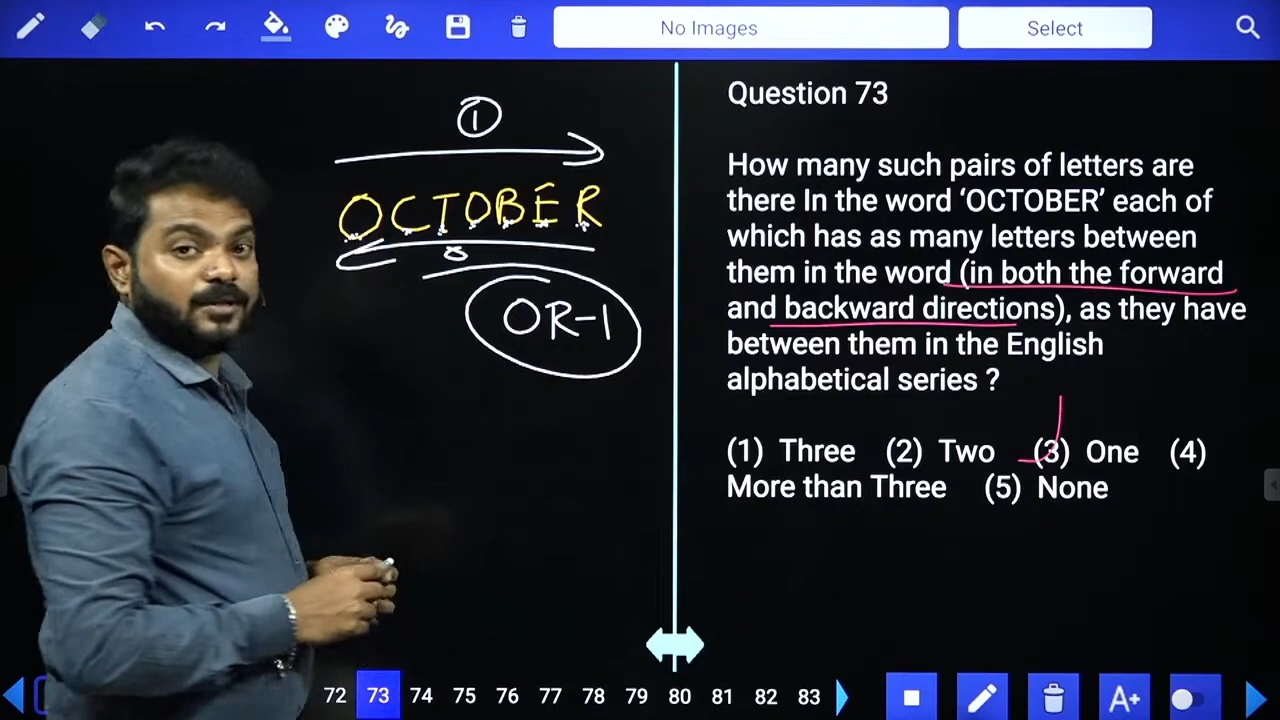 No Images
Select
①
OCTOBER
OR-1
Question 73
How many such pairs of letters are
there In the word ‘OCTOBER’ each of
which has as many letters between
them in the word (in both the forward
and backward directions), as they have
between them in the English
alphabetical series ?
(1) Three (2) Two (3) One (4)
More than Three (5) None
72 73 74 75 76 77 78 79 80 81 82 83
A+